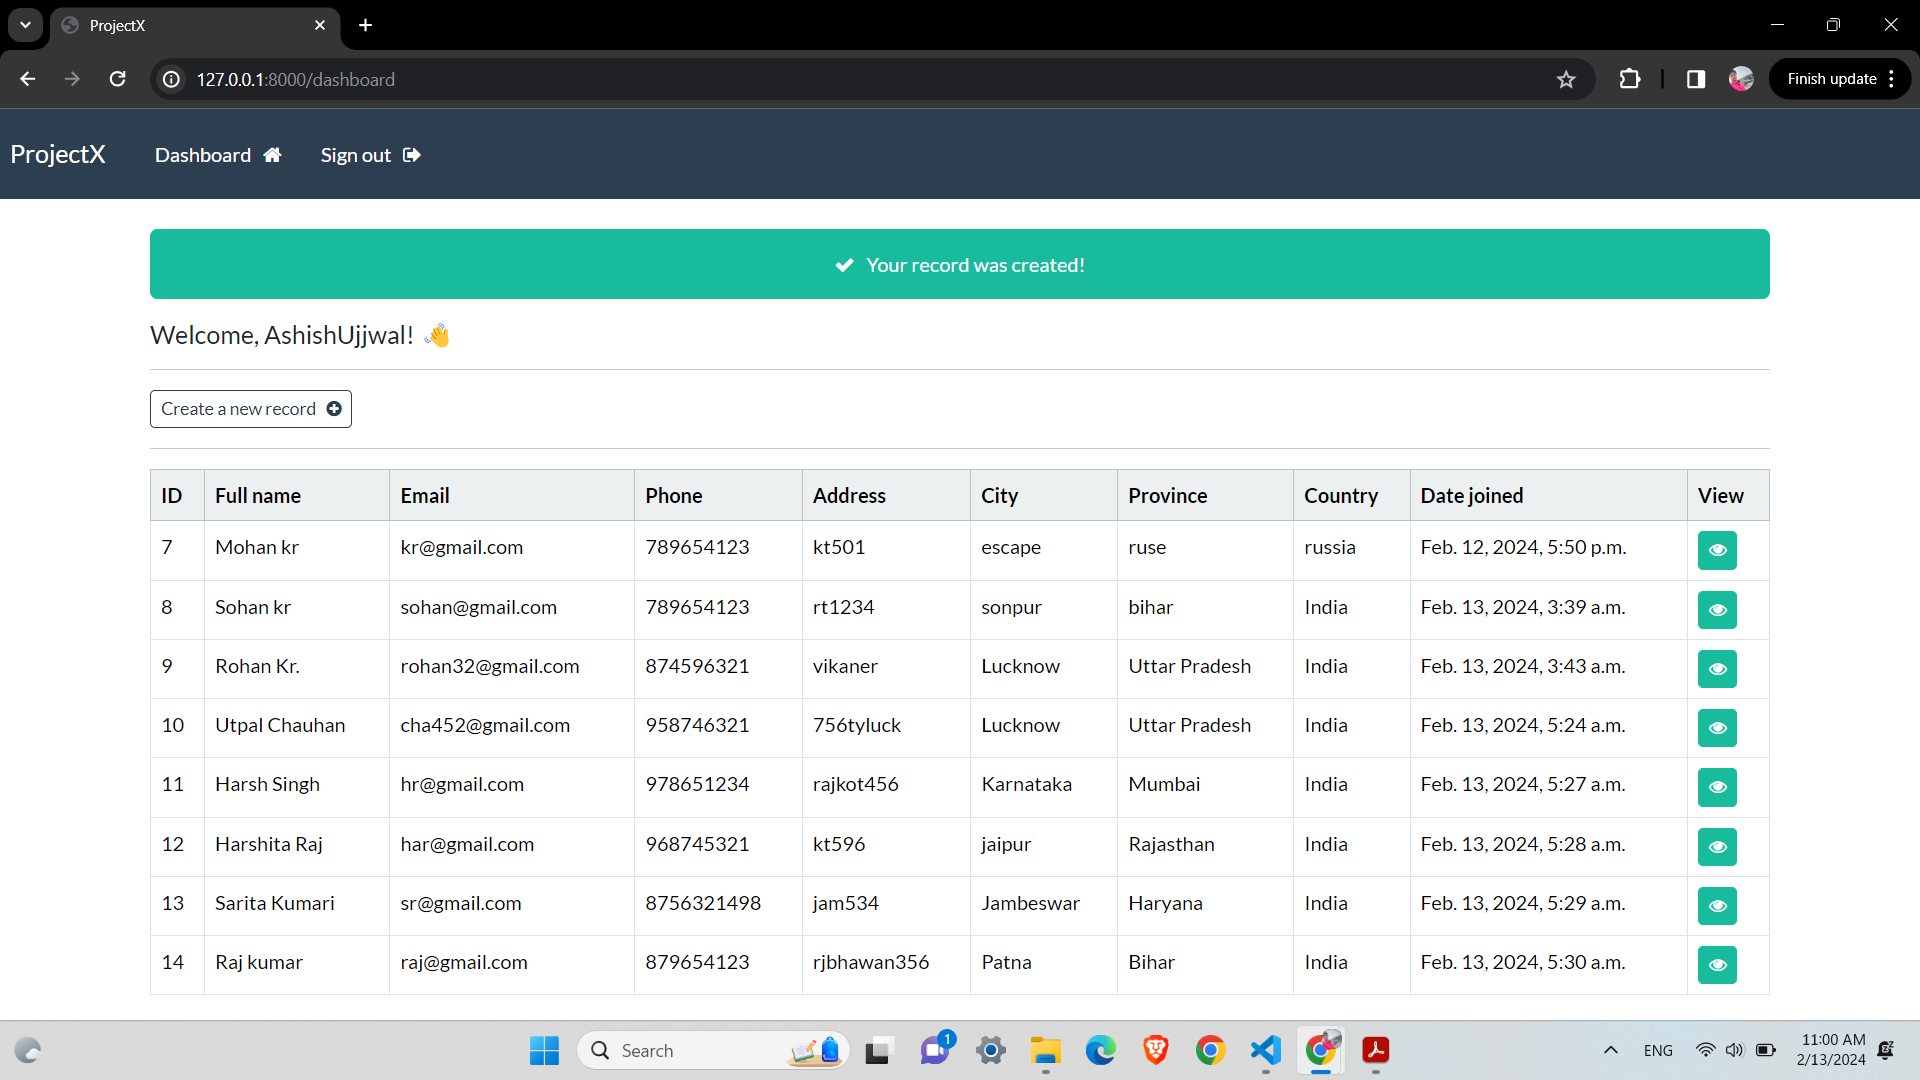 ProjectX
127.0.0.1:8000/dashboard
Finish update
ProjectX Dashboard Sign out
Your record was created!
Welcome, AshishUjjwal! 👋
Create a new record
ID Full name Email Phone Address City Province Country Date joined View
7 Mohan kr kr@gmail.com 789654123 kt501 escape ruse russia Feb. 12, 2024, 5:50 p.m.
8 Sohan kr sohan@gmail.com 789654123 rt1234 sonpur bihar India Feb. 13, 2024, 3:39 a.m.
9 Rohan Kr. rohan32@gmail.com 874596321 vikaner Lucknow Uttar Pradesh India Feb. 13, 2024, 3:43 a.m.
10 Utpal Chauhan cha452@gmail.com 958746321 756tyluck Lucknow Uttar Pradesh India Feb. 13, 2024, 5:24 a.m.
11 Harsh Singh hr@gmail.com 978651234 rajkot456 Karnataka Mumbai India Feb. 13, 2024, 5:27 a.m.
12 Harshita Raj har@gmail.com 968745321 kt596 jaipur Rajasthan India Feb. 13, 2024, 5:28 a.m.
13 Sarita Kumari sr@gmail.com 8756321498 jam534 Jambeswar Haryana India Feb. 13, 2024, 5:29 a.m.
14 Raj kumar raj@gmail.com 879654123 rjbhawan356 Patna Bihar India Feb. 13, 2024, 5:30 a.m.
Search 1 ENG 11:00 AM
2/13/2024